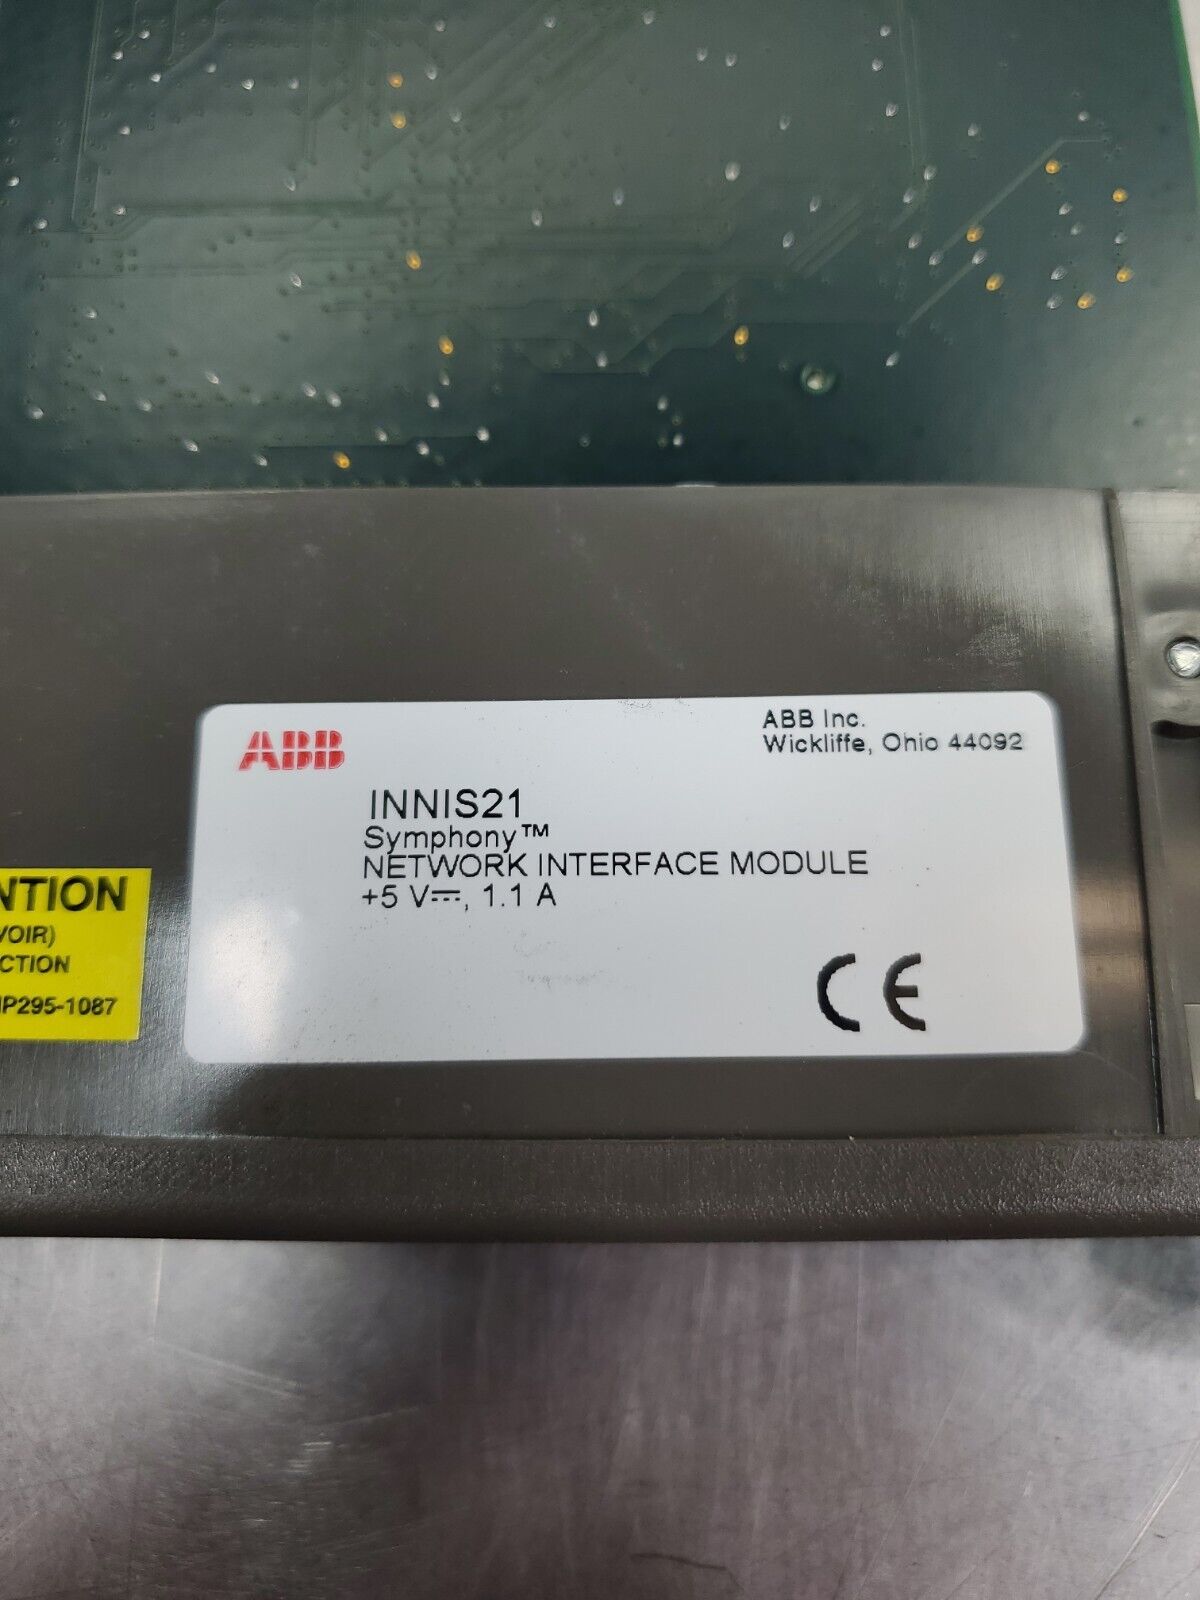 ABB
ABB Inc.
Wickliffe, Ohio 44092
INNIS21
Symphony™
NETWORK INTERFACE MODULE
+5 V⎓, 1.1 A
CE
NTION
VOIR)
CTION
P295-1087